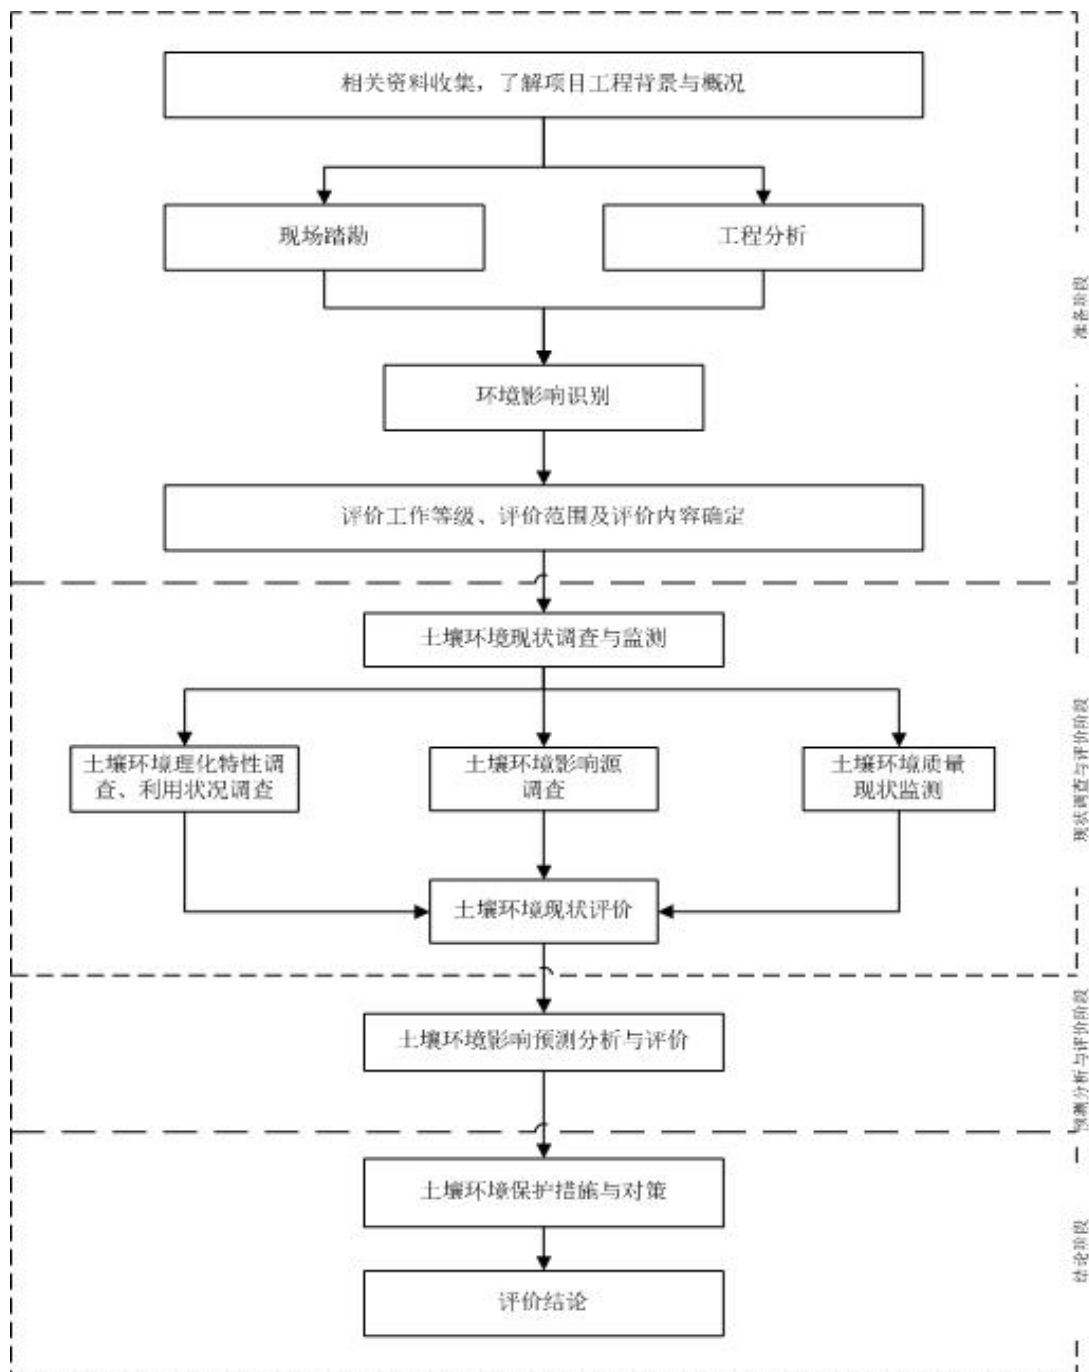 相关资料收集，了解项目工程背景与概况
现场踏勘
工程分析
准备阶段
环境影响识别
评价工作等级、评价范围及评价内容确定
土壤环境现状调查与监测
土壤环境理化特性调
查、利用状况调查
土壤环境影响源
调查
土壤环境质量
现状监测
现状调查与评价阶段
土壤环境现状评价
土壤环境影响预测分析与评价
预测分析与评价阶段
土壤环境保护措施与对策
结论阶段
评价结论